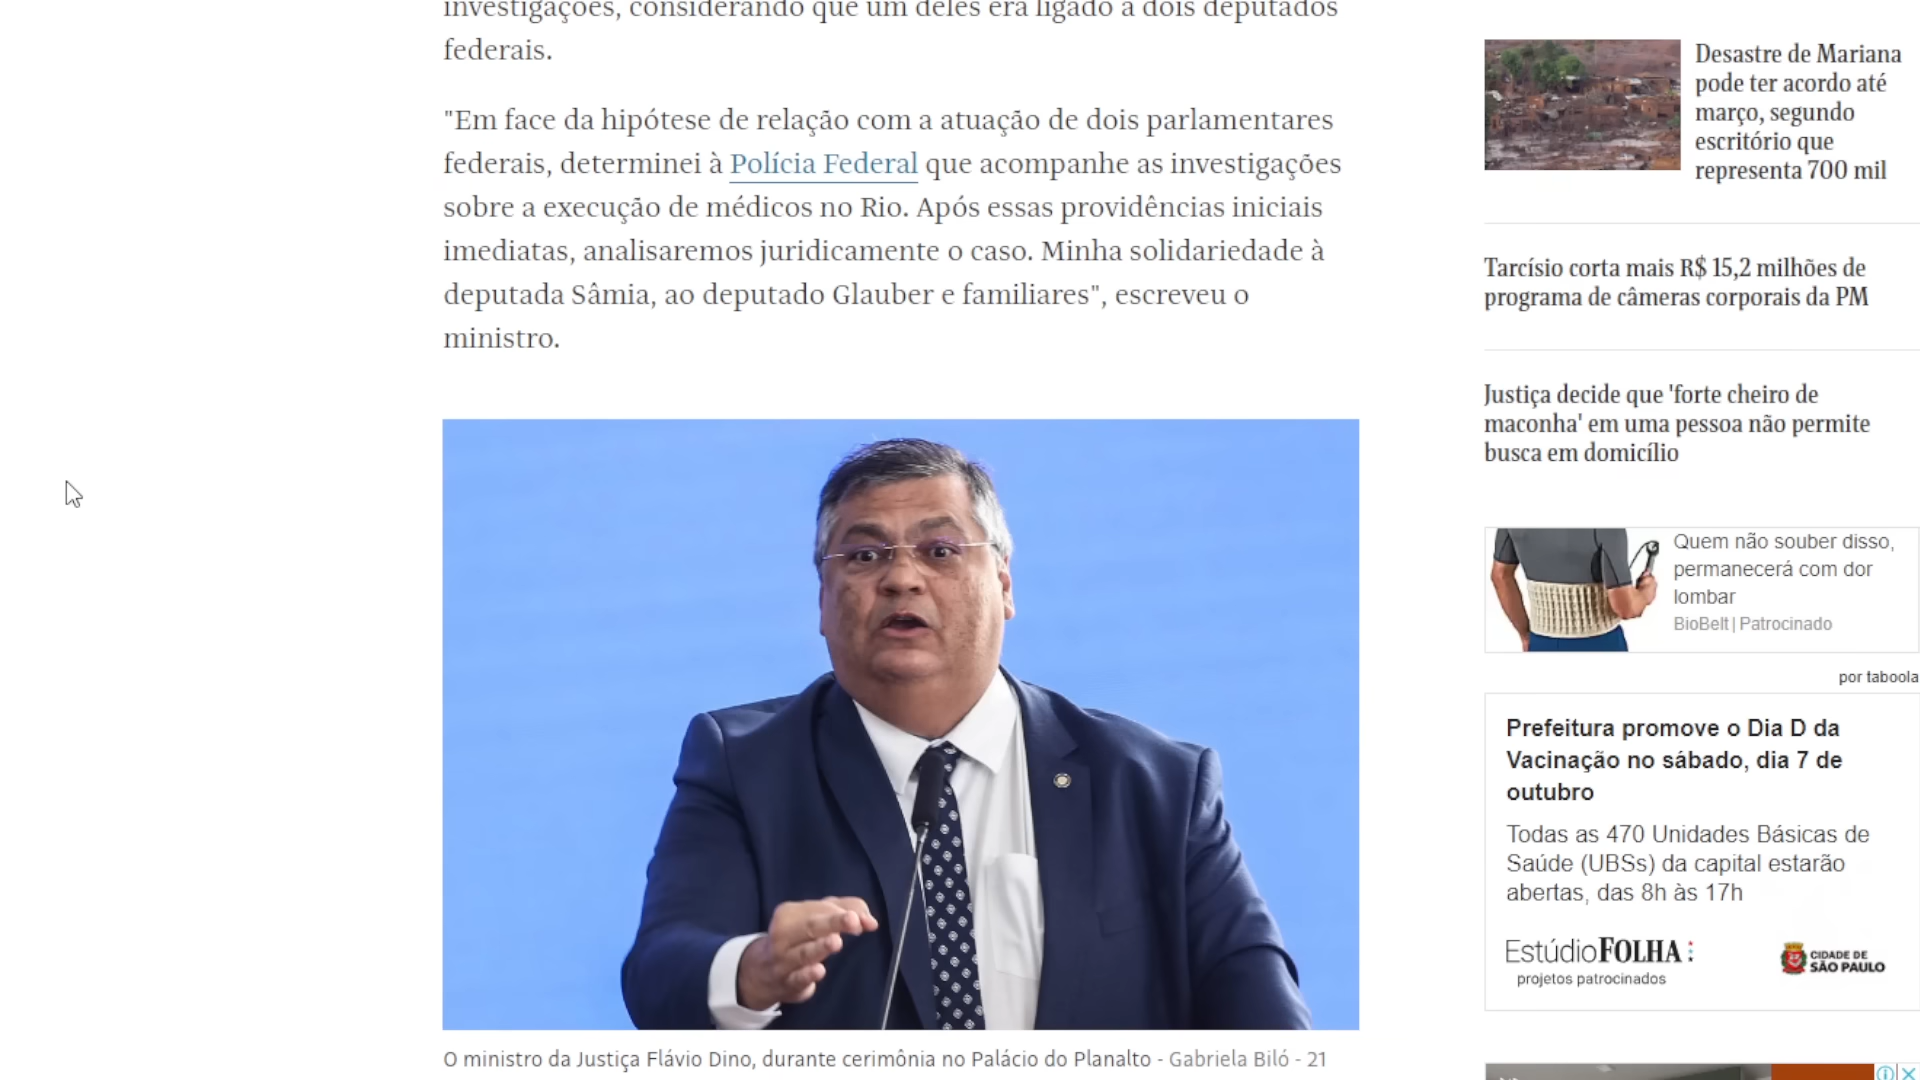 investigações, considerando que um deles era ligado a dois deputados
federais.
"Em face da hipótese de relação com a atuação de dois parlamentares
federais, determinei à Polícia Federal que acompanhe as investigações
sobre a execução de médicos no Rio. Após essas providências iniciais
imediatas, analisaremos juridicamente o caso. Minha solidariedade à
deputada Sâmia, ao deputado Glauber e familiares", escreveu o
ministro.
O ministro da Justiça Flávio Dino, durante cerimônia no Palácio do Planalto - Gabriela Biló - 21
Desastre de Mariana
pode ter acordo até
março, segundo
escritório que
representa 700 mil
Tarcísio corta mais R$ 15,2 milhões de
programa de câmeras corporais da PM
Justiça decide que 'forte cheiro de
maconha' em uma pessoa não permite
busca em domicílio
Quem não souber disso,
permanecerá com dor
lombar
BioBelt | Patrocinado
por taboola
Prefeitura promove o Dia D da
Vacinação no sábado, dia 7 de
outubro
Todas as 470 Unidades Básicas de
Saúde (UBSs) da capital estarão
abertas, das 8h às 17h
EstúdioFOLHA:
projetos patrocinados
CIDADE DE
SÃO PAULO